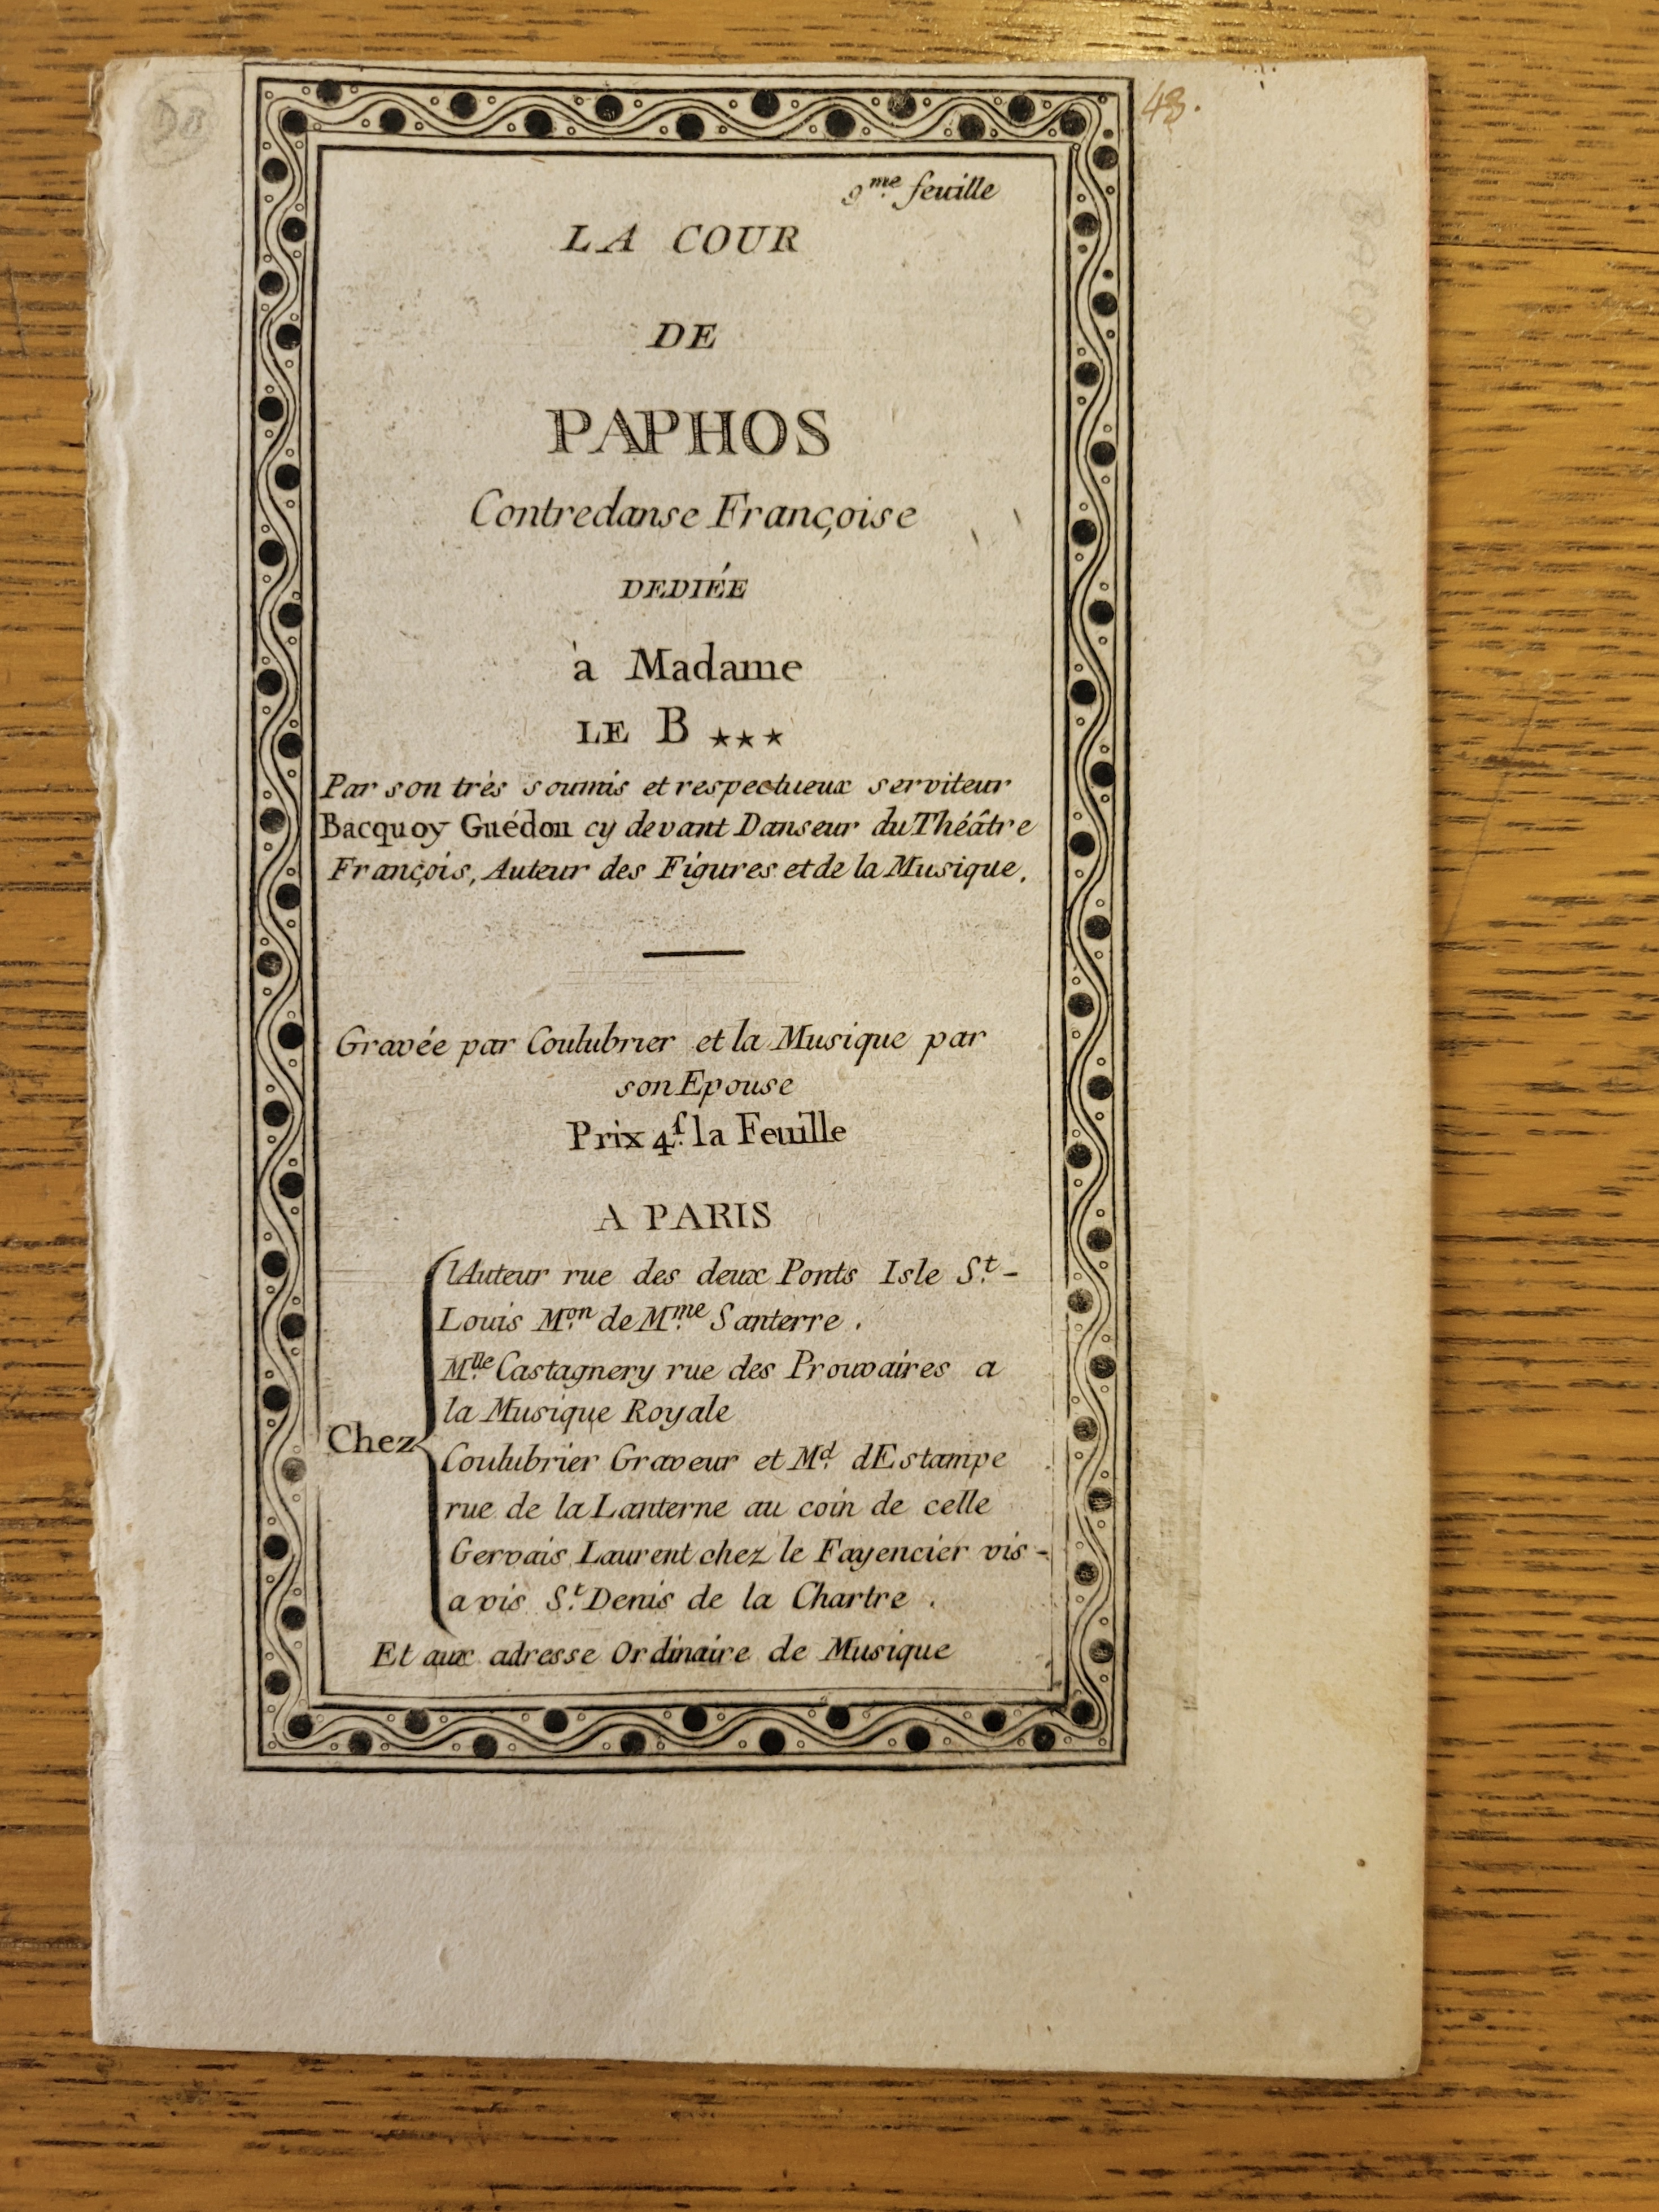 DB
48.
9me. feuille
LA COUR
DE
PAPHOS
Contredanse Françoise
DEDIÉE
à Madame
LE B ★★★
Par son très soumis et respectueux serviteur
Bacquoy Guédon cy devant Danseur du Théâtre
François, Auteur des Figures et de la Musique.
Gravée par Coulubrier et la Musique par
son Epouse
Prix 4.f la Feuille
A PARIS
Chez
l'Auteur rue des deux Ponts Isle St.-
Louis Mon. de Mme. Santerre.
Mlle. Castagnery rue des Prouvaires a
la Musique Royale
Coulubrier Graveur et Md. dEstampe
rue de la Lanterne au coin de celle
Gervais Laurent chez le Fayencier vis-
a vis St. Denis de la Chartre.
Et aux adresse Ordinaire de Musique